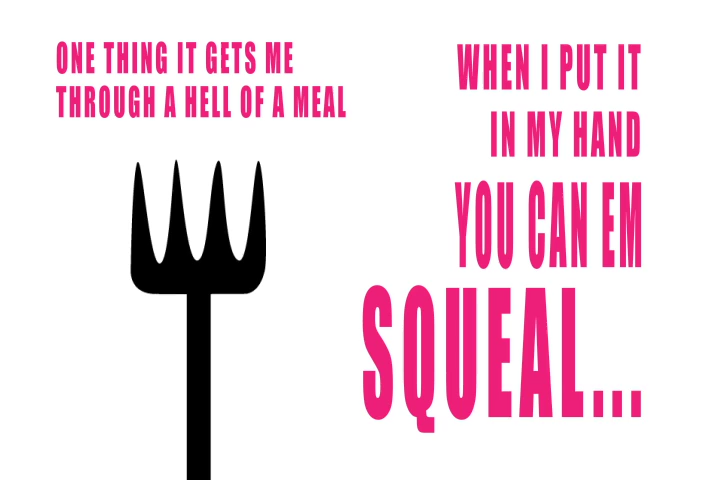 ONE THING IT GETS ME
THROUGH A HELL OF A MEAL
WHEN I PUT IT
IN MY HAND
YOU CAN EM
SQUEAL...